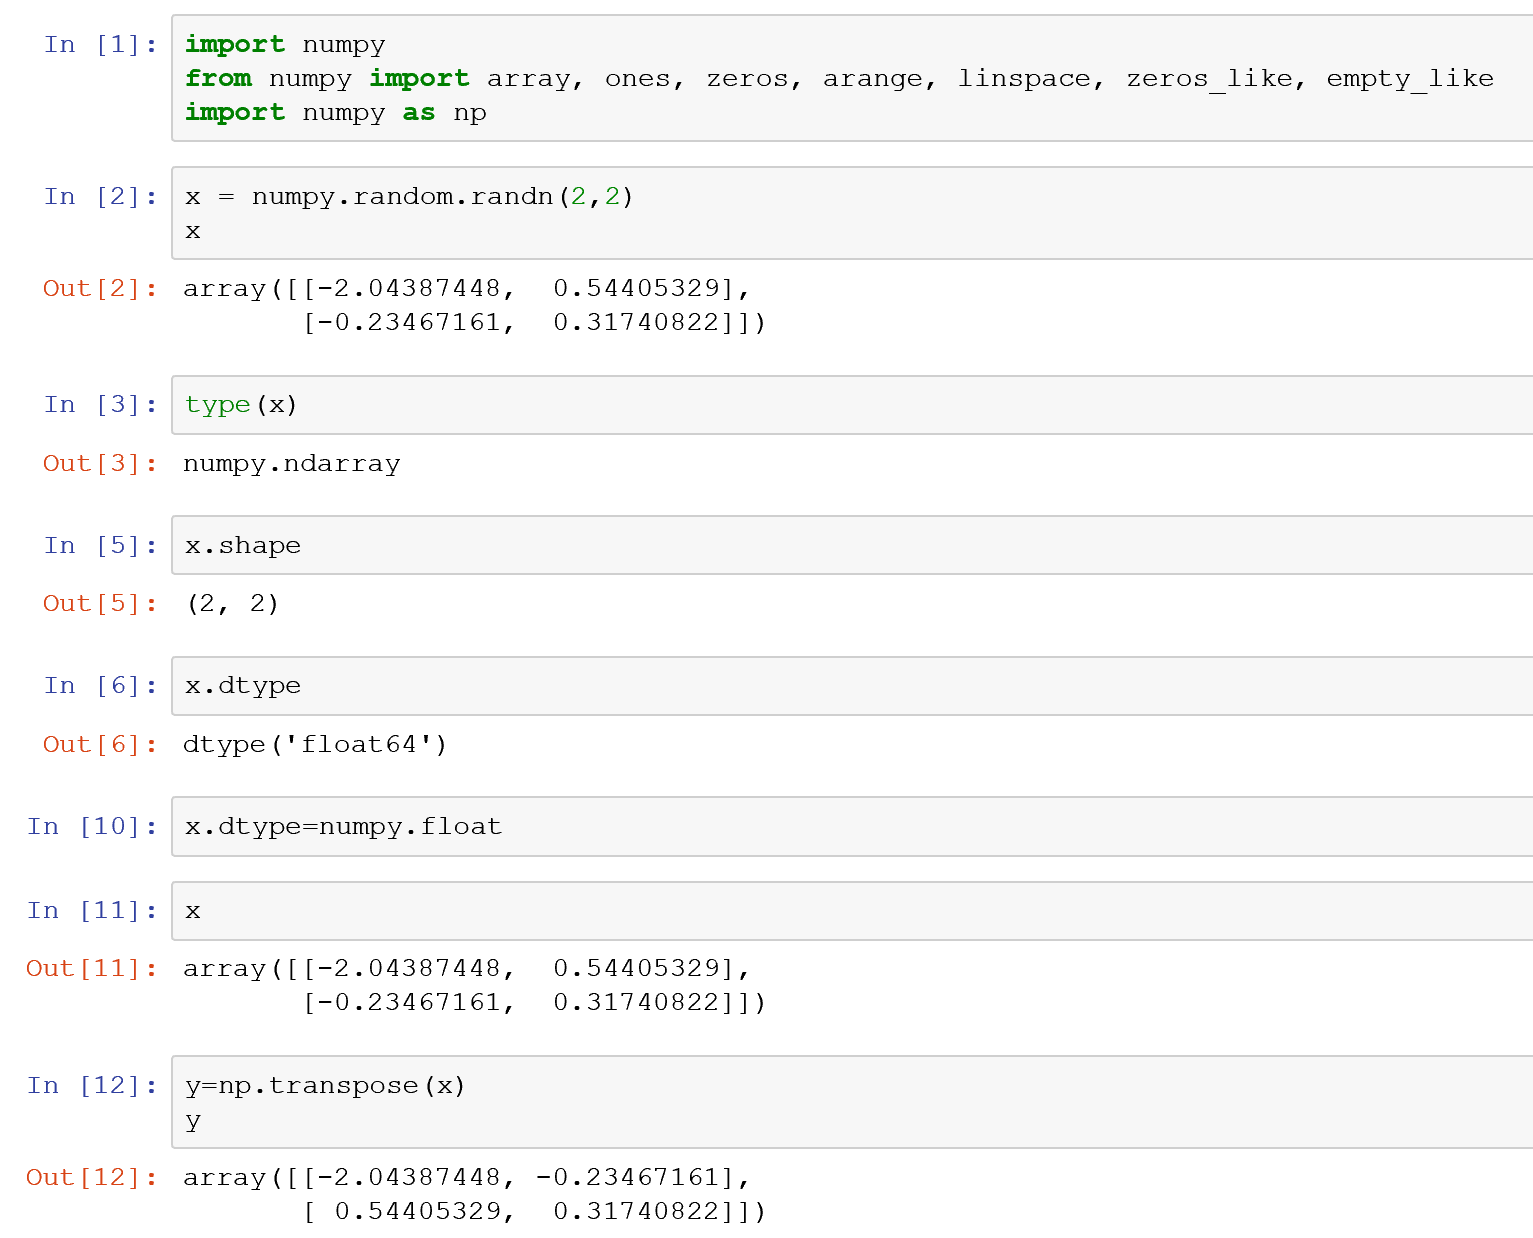 In [1]: import numpy
from numpy import array, ones, zeros, arange, linspace, zeros_like, empty_like
import numpy as np
In [2]: x = numpy.random.randn(2,2)
x
Out[2]: array([[-2.04387448,  0.54405329],
       [-0.23467161,  0.31740822]])
In [3]: type(x)
Out[3]: numpy.ndarray
In [5]: x.shape
Out[5]: (2, 2)
In [6]: x.dtype
Out[6]: dtype('float64')
In [10]: x.dtype=numpy.float
In [11]: x
Out[11]: array([[-2.04387448,  0.54405329],
       [-0.23467161,  0.31740822]])
In [12]: y=np.transpose(x)
y
Out[12]: array([[-2.04387448, -0.23467161],
       [ 0.54405329,  0.31740822]])